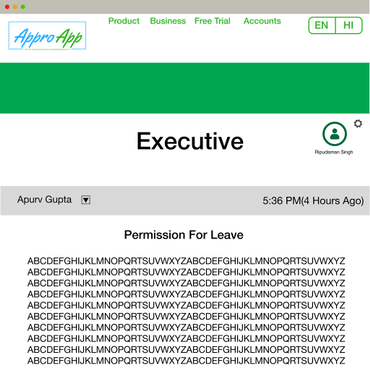 Product Business Free Trial Accounts
EN HI
ApproApp
Executive
Ripudaman Singh
Apurv Gupta
5:36 PM(4 Hours Ago)
Permission For Leave
ABCDEFGHIJKLMNOPQRTSUVWXYZABCDEFGHIJKLMNOPQRTSUVWXYZ
ABCDEFGHIJKLMNOPQRTSUVWXYZABCDEFGHIJKLMNOPQRTSUVWXYZ
ABCDEFGHIJKLMNOPQRTSUVWXYZABCDEFGHIJKLMNOPQRTSUVWXYZ
ABCDEFGHIJKLMNOPQRTSUVWXYZABCDEFGHIJKLMNOPQRTSUVWXYZ
ABCDEFGHIJKLMNOPQRTSUVWXYZABCDEFGHIJKLMNOPQRTSUVWXYZ
ABCDEFGHIJKLMNOPQRTSUVWXYZABCDEFGHIJKLMNOPQRTSUVWXYZ
ABCDEFGHIJKLMNOPQRTSUVWXYZABCDEFGHIJKLMNOPQRTSUVWXYZ
ABCDEFGHIJKLMNOPQRTSUVWXYZABCDEFGHIJKLMNOPQRTSUVWXYZ
ABCDEFGHIJKLMNOPQRTSUVWXYZABCDEFGHIJKLMNOPQRTSUVWXYZ
ABCDEFGHIJKLMNOPQRTSUVWXYZABCDEFGHIJKLMNOPQRTSUVWXYZ